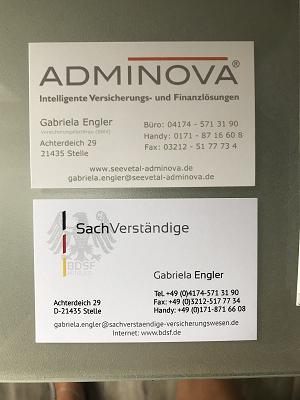 ADMINOVA®
Intelligente Versicherungs- und Finanzlösungen
Gabriela Engler
Versicherungsfachfrau (BWV)
Achterdeich 29
21435 Stelle
Büro: 04174 - 571 31 90
Handy: 0171 - 87 16 60 8
Fax: 03212 - 51 77 73 4
www.seevetal-adminova.de
gabriela.engler@seevetal-adminova.de
SachVerständige
BDSF
Gabriela Engler
Achterdeich 29
D-21435 Stelle
Tel. +49 (0)4174-571 31 90
Fax: +49 (0)3212-517 77 34
Handy: +49 (0)171-871 66 08
gabriela.engler@sachverstaendige-versicherungswesen.de
Internet: www.bdsf.de